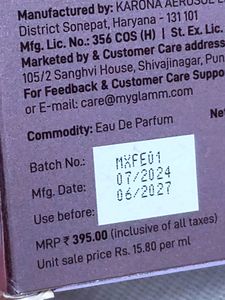 Manufactured by: KARONA AEROSOL
District Sonepat, Haryana - 131 101
Mfg. Lic. No.: 356 COS (H) | St. Ex. Lic.
Marketed by & Customer Care address
105/2 Sanghvi House, Shivajinagar, Pun
For Feedback & Customer Care Suppo
or E-mail: care@myglamm.com
Commodity: Eau De Parfum Ne
Batch No.: MXFE01
Mfg. Date: 07/2024
Use before: 06/2027
MRP ₹ 395.00 (inclusive of all taxes)
Unit sale price Rs. 15.80 per ml